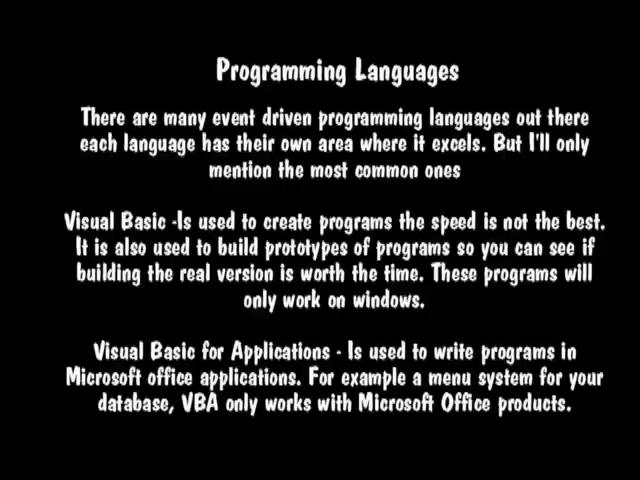 Programming Languages
There are many event driven programming languages out there
each language has their own area where it excels. But I'll only
mention the most common ones
Visual Basic -Is used to create programs the speed is not the best.
It is also used to build prototypes of programs so you can see if
building the real version is worth the time. These programs will
only work on windows.
Visual Basic for Applications - Is used to write programs in
Microsoft office applications. For example a menu system for your
database, VBA only works with Microsoft Office products.